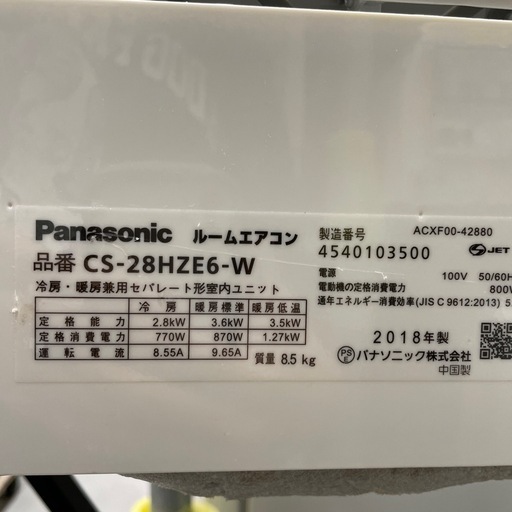 Panasonic ルームエアコン
品番 CS-28HZE6-W
冷房・暖房兼用セパレート形室内ユニット
冷房 暖房標準 暖房低温
定格能力 2.8kW 3.6kW 3.5kW
定格消費電力 770W 870W 1.27kW
運転電流 8.55A 9.65A
質量 8.5 kg
ACXF00-42880
製造番号
4540103500
JET
電源 100V 50/60H
電動機の定格消費電力 800W
通年エネルギー消費効率(JIS C 9612:2013) 5
2018年製
PSE
パナソニック株式会社
中国製